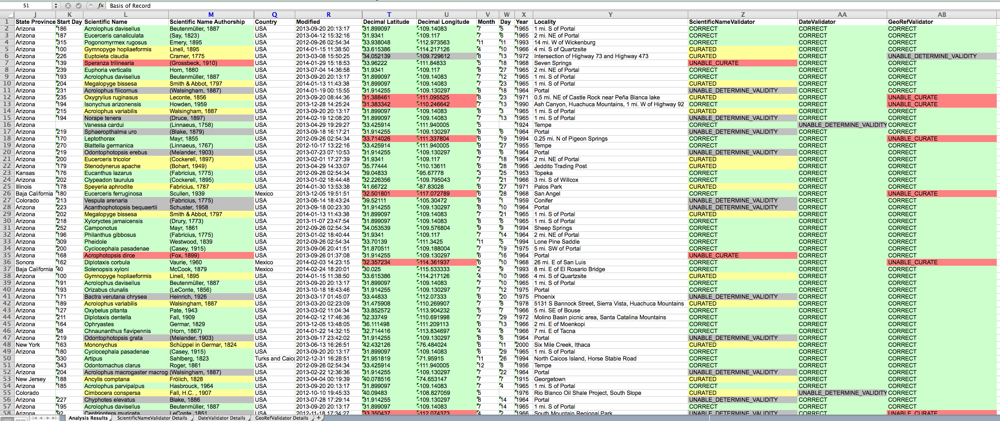 S1 fx Basis of Record
J K L M Q R T U V W X Y Z AA AB
1 State Province Start Day Scientific Name Scientific Name Authorship Country Modified Decimal Latitude Decimal Longitude Month Day Year Locality ScientificNameValidator DateValidator GeoRefValidator
2 Arizona 186 Acrolophus davisellus Beutenmüller, 1887 USA 2013-09-20 20:13:17 31.899097 -109.14083 7 5 1965 1 mi. S of Portal CORRECT CORRECT CORRECT
3 Arizona 187 Eucerceris canaliculata (Say, 1823) USA 2013-04-12 15:32:16 31.9341 -109.117 7 6 1965 2 mi. NE of Portal CORRECT CORRECT CORRECT
4 Arizona 315 Pogonomyrmex rugosus Emery, 1895 USA 2012-09-26 02:54:34 33.938048 -112.973563 11 11 1993 14 mi. W of Wickenburg CORRECT CORRECT CORRECT
5 Arizona 100 Gymnopyge hopliaeformis Linell, 1895 USA 2014-01-15 11:38:50 33.615386 -114.217126 4 10 1966 4 mi. S of Quartzsite CURATED CORRECT CORRECT
6 Arizona 226 Euptoieta claudia Cramer, 1775 USA 2013-03-08 15:50:25 34.052139 -109.729612 8 13 1972 Intersection of Highway 73 and Highway 473 CURATED CORRECT UNABLE_DETERMINE_VALIDITY
7 Arizona 139 Speranza trilinearia (Grossbeck, 1910) USA 2014-01-29 15:18:53 33.96222 -111.84833 5 18 1968 Seven Springs UNABLE_CURATE CORRECT CORRECT
8 Arizona 239 Euphoria verticalis Horn, 1880 USA 2013-07-04 14:36:58 31.9341 -109.117 8 27 1965 2 mi. NE of Portal CORRECT CORRECT CORRECT
9 Arizona 193 Acrolophus davisellus Beutenmüller, 1887 USA 2013-09-20 20:13:17 31.899097 -109.14083 7 12 1965 1 mi. S of Portal CORRECT CORRECT CORRECT
10 Arizona 204 Megalopyge bissesa Smith & Abbot, 1797 USA 2014-01-13 11:43:38 31.899097 -109.14083 7 23 1965 1 mi. S of Portal CURATED CORRECT CORRECT
11 Arizona 231 Acrolophus filicornus (Walsingham, 1887) USA 2014-01-19 00:15:55 31.914255 -109.130297 8 18 1964 Portal UNABLE_DETERMINE_VALIDITY CORRECT CORRECT
12 Arizona 235 Oxygrylius ruginasus Leconte, 1856 USA 2013-09-20 08:44:36 31.388461 -111.095525 8 23 1971 0.5 mi. NE of Castle Rock near Peña Blanca lake CURATED CORRECT UNABLE_CURATE
13 Arizona 194 Isonychus arizonensis Howden, 1959 USA 2013-12-28 14:25:24 31.383342 -110.246642 7 13 1990 Ash Canyon, Huachuca Mountains, 1 mi. W of Highway 92 CORRECT CORRECT UNABLE_CURATE
14 Arizona 215 Acrolophus variabilis Walsingham, 1887 USA 2013-09-20 20:13:17 31.899097 -109.14083 8 3 1965 1 mi. S of Portal CURATED CORRECT CORRECT
15 Arizona 194 Norape tenera (Druce, 1897) USA 2014-02-19 12:08:20 31.899097 -109.14083 7 13 1965 1 mi. S of Portal UNABLE_DETERMINE_VALIDITY CORRECT CORRECT
16 Arizona Vanessa cardui (Linnaeus, 1758) USA 2013-04-29 19:29:27 33.425914 -111.940005 5 1924 Tempe CORRECT UNABLE_DETERMINE_VALIDITY CORRECT
17 Arizona 219 Sphaeropthalma uro (Blake, 1879) USA 2013-09-18 16:17:21 31.914255 -109.130297 8 6 1964 Portal UNABLE_DETERMINE_VALIDITY CORRECT CORRECT
18 Arizona 170 Leptothorax Mayr, 1855 USA 2012-09-26 02:54:34 33.714026 -111.337804 6 19 1994 0.25 mi. N of Pigeon Springs CORRECT CORRECT UNABLE_CURATE
19 Arizona 270 Blattella germanica (Linnaeus, 1767) USA 2012-10-17 13:22:16 33.425914 -111.940005 9 27 1955 Tempe CORRECT CORRECT CORRECT
20 Arizona 219 Odontophotopsis erebus (Melander, 1903) USA 2013-07-23 07:10:53 31.914255 -109.130297 8 6 1964 Portal UNABLE_DETERMINE_VALIDITY CORRECT CORRECT
21 Arizona 200 Eucerceris tricolor (Cockerell, 1897) USA 2013-02-01 17:27:39 31.9341 -109.117 7 18 1964 2 mi. NE of Portal CURATED CORRECT CORRECT
22 Arizona 179 Stenodynerus apache (Bohart, 1949) USA 2013-04-29 14:33:07 35.77444 -110.13611 6 28 1966 Jeddito Trading Post CURATED CORRECT CORRECT
23 Kansas 176 Eucanthus lazarus (Fabricius, 1775) USA 2012-09-26 02:54:34 39.04833 -95.67778 3 25 1953 Topeka CORRECT CORRECT CORRECT
24 Arizona 202 Clypeadon taurulus (Cockerell, 1895) USA 2013-01-02 18:44:48 32.226356 -109.795043 7 21 1966 3 mi. S of Willcox CORRECT CORRECT CORRECT
25 Illinois 178 Speyeria aphrodite Fabricius, 1787 USA 2014-01-30 13:53:38 41.66722 -87.83028 6 27 1971 Palos Park CURATED CORRECT CORRECT
26 Baja California 180 Eucerceris ferruginosa Scullen, 1939 Mexico 2013-12-05 19:51:51 32.501801 -117.072789 6 28 1968 San Angel CORRECT CORRECT UNABLE_CURATE
27 Colorado 213 Vespula arenaria (Fabricius, 1775) USA 2013-06-14 18:43:24 39.52111 -105.30472 8 1 1959 Conifer UNABLE_DETERMINE_VALIDITY CORRECT CORRECT
28 Arizona 223 Acanthophotopsis bequaertii Schuster, 1958 USA 2013-09-18 00:23:30 31.914255 -109.130297 8 10 1964 Portal UNABLE_DETERMINE_VALIDITY CORRECT CORRECT
29 Arizona 202 Megalopyge bissesa Smith & Abbot, 1797 USA 2014-01-13 11:43:38 31.899097 -109.14083 7 21 1965 1 mi. S of Portal CURATED CORRECT CORRECT
30 Arizona 218 Xyloryctes jamaicensis (Drury, 1773) USA 2013-11-07 23:47:54 31.899097 -109.14083 8 6 1965 1 mi. S of Portal CORRECT CORRECT CORRECT
31 Arizona 252 Camponotus Mayr, 1861 USA 2012-09-26 02:54:34 34.053539 -109.576804 9 9 1994 Sheep Springs CORRECT CORRECT CORRECT
32 Arizona 196 Philanthus gibbosus (Fabricius, 1775) USA 2013-01-02 18:40:44 31.9341 -109.117 7 14 1964 2 mi. NE of Portal CORRECT CORRECT CORRECT
33 Arizona 309 Pheidole Westwood, 1839 USA 2012-09-26 02:54:34 33.70139 -111.3425 11 5 1994 Lone Pine Saddle CORRECT CORRECT CORRECT
34 Arizona 200 Cyclocephala pasadenae (Casey, 1915) USA 2013-09-06 20:41:51 31.870511 -109.188004 7 19 1975 5 mi. SW of Portal CORRECT CORRECT CORRECT
35 Arizona 168 Acrophotopsis dirce (Fox, 1899) USA 2013-09-26 01:37:08 31.914255 -109.130297 6 16 1964 Portal UNABLE_CURATE CORRECT CORRECT
36 Sonora 162 Diplotaxis corbula Vaurie, 1960 Mexico 2014-02-03 14:23:15 32.357234 -114.361937 6 10 1968 26 mi. E of San Luis CORRECT CORRECT UNABLE_CURATE
37 Baja California 40 Solenopsis xyloni McCook, 1879 Mexico 2014-02-24 18:20:01 30.025 -115.533333 2 9 1993 8 mi. E of El Rosario Bridge CORRECT CORRECT CORRECT
38 Arizona 100 Gymnopyge hopliaeformis Linell, 1895 USA 2014-01-15 11:38:50 33.615386 -114.217126 4 10 1966 4 mi. S of Quartzsite CURATED CORRECT CORRECT
39 Arizona 191 Acrolophus davisellus Beutenmüller, 1887 USA 2013-09-20 20:13:17 31.899097 -109.14083 7 10 1965 1 mi. S of Portal CORRECT CORRECT CORRECT
40 Arizona 193 Orizabus clunalis (LeConte, 1856) USA 2013-10-18 18:43:46 31.914255 -109.130297 7 12 1975 Portal CORRECT CORRECT CORRECT
41 Arizona 171 Bactra verutana chrysea Heinrich, 1926 USA 2013-03-17 01:45:07 33.44833 -112.07333 6 20 1975 Phoenix UNABLE_DETERMINE_VALIDITY CORRECT CORRECT
42 Arizona 189 Acrolophus variabilis Walsingham, 1887 USA 2013-03-20 02:23:09 31.475908 -110.269907 7 8 1978 5131 S Bannock Street, Sierra Vista, Huachuca Mountains CURATED CORRECT CORRECT
43 Arizona 127 Oxybelus pitanta Pate, 1943 USA 2013-03-02 11:04:34 33.852572 -113.904232 5 7 1966 5 mi. SE of Bouse CORRECT CORRECT CORRECT
44 Arizona 211 Diplotaxis dentella Fall, 1909 USA 2014-02-12 17:46:36 32.33749 -110.691998 7 29 1972 Molino Basin picnic area, Santa Catalina Mountains CORRECT CORRECT CORRECT
45 Arizona 164 Ophryastes Germar, 1829 USA 2013-12-05 13:48:05 36.111498 -111.209113 6 13 1966 2 mi. E of Moenkopi CORRECT CORRECT CORRECT
46 Arizona 98 Chnaunanthus flavipennis (Horn, 1867) USA 2014-01-22 14:32:15 32.714416 -113.834697 4 8 1966 7 mi. E of Tacna CORRECT CORRECT CORRECT
47 Arizona 219 Odontophotopsis grata (Melander, 1903) USA 2013-09-17 23:42:02 31.914255 -109.130297 8 6 1964 Portal UNABLE_DETERMINE_VALIDITY CORRECT CORRECT
48 New York 163 Mononychus Schüppel in Germar, 1824 USA 2013-06-13 16:26:51 42.432126 -76.484024 6 11 2000 Six Mile Creek, Ithaca CURATED CORRECT CORRECT
49 Arizona 180 Cyclocephala pasadenae (Casey, 1915) USA 2013-09-20 20:13:17 31.899097 -109.14083 6 29 1965 1 mi. S of Portal CORRECT CORRECT CORRECT
50 330 Artipus Sahlberg, 1823 Turks and Caico 2012-12-31 16:28:51 21.951819 -71.95915 11 26 1994 North Caicos Island, Horse Stable Road CORRECT CORRECT CORRECT
51 Arizona 343 Odontomachus clarus Roger, 1861 USA 2012-09-26 02:54:34 33.425914 -111.940005 12 8 1956 Tempe CORRECT CORRECT CORRECT
52 Arizona 204 Acrolophus macrogaster macrog (Walsingham, 1887) USA 2013-02-22 12:36:36 31.914255 -109.130297 7 22 1964 Portal UNABLE_DETERMINE_VALIDITY CORRECT CORRECT
53 New Jersey 188 Ancylis comptana Frölich, 1828 USA 2013-04-04 00:19:39 40.078516 -74.653147 7 7 1915 Georgetown CURATED CORRECT CORRECT
54 Arizona 185 Acrolophus parvipalpus Hasbrouck, 1964 USA 2013-09-20 20:13:17 31.899097 -109.14083 7 4 1965 1 mi. S of Portal CORRECT CORRECT CORRECT
55 Colorado Cimbocera conspersa Fall, H.C. , 1907 USA 2012-10-10 19:45:33 40.09483 -108.827059 5 1976 Rio Blanco Oil Shale Project, South Slope CURATED UNABLE_DETERMINE_VALIDITY CORRECT
56 Arizona 227 Chyphotes elevatus Blake, 1886 USA 2013-07-28 17:29:14 31.914255 -109.130297 8 14 1964 Portal UNABLE_DETERMINE_VALIDITY CORRECT CORRECT
57 Arizona 195 Acrolophus davisellus Beutenmüller, 1887 USA 2013-09-20 20:13:17 31.899097 -109.14083 7 14 1965 1 mi. S of Portal CORRECT CORRECT CORRECT
58 Arizona 92 Centrioptera muricata LeConte, 1851 USA 2012-11-18 17:34:27 33.350437 -112.074373 4 2 1966 South Mountain Regional Park UNABLE_DETERMINE_VALIDITY CORRECT UNABLE_CURATE
Analysis Results ScientificNameValidator Details DateValidator Details GeoRefValidator Details +